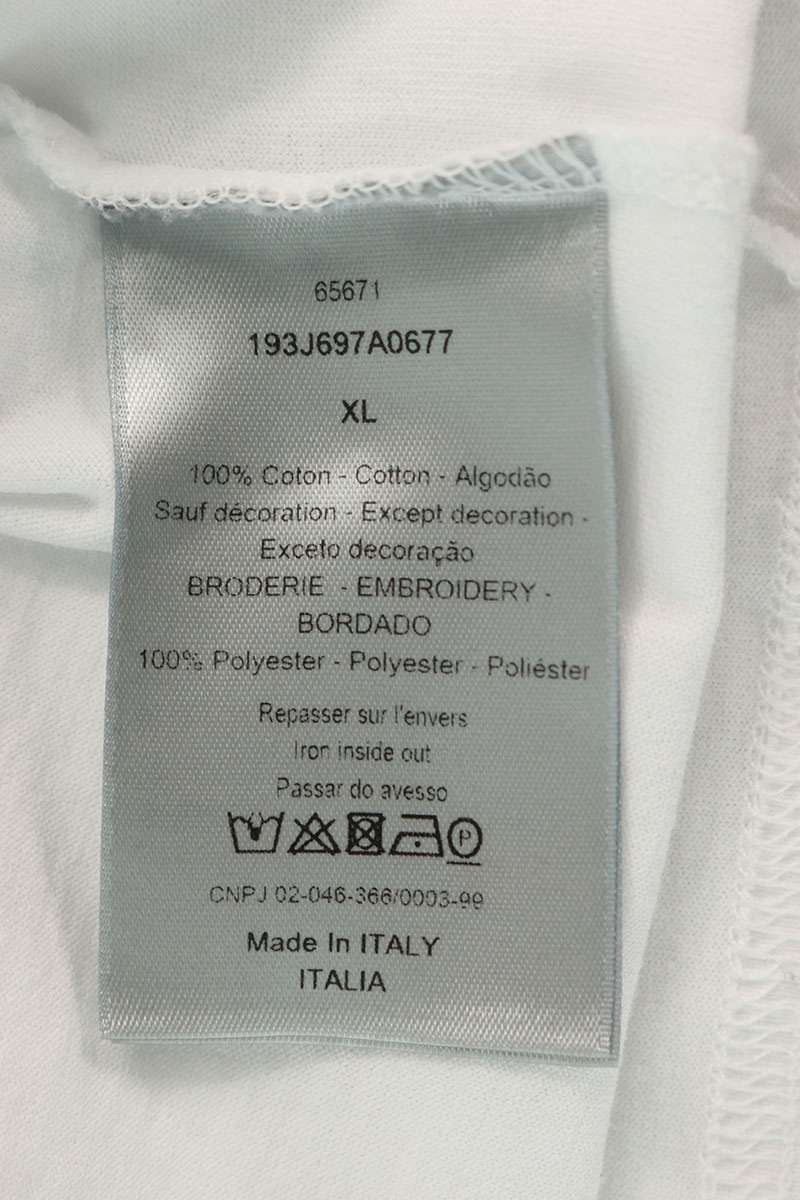 65671
193J697A0677
XL
100% Coton - Cotton - Algodão
Sauf décoration - Except decoration -
Exceto decoração
BRODERIE - EMBROIDERY -
BORDADO
100% Polyester - Polyester - Poliéster
Repasser sur l'envers
Iron inside out
Passar do avesso
P
CNPJ 02-046-366/0003-99
Made In ITALY
ITALIA